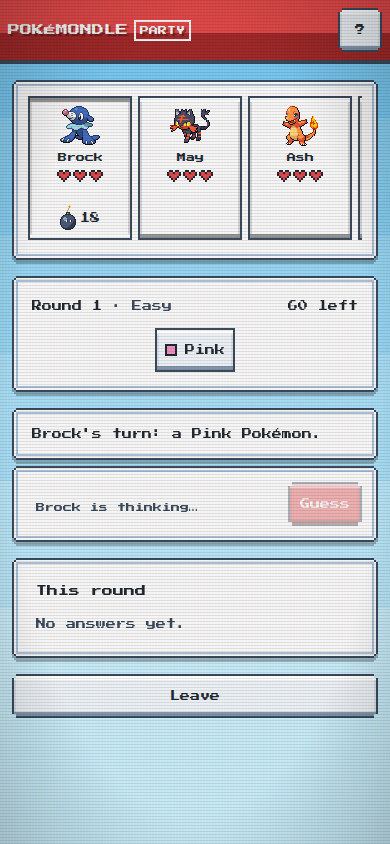 POKéMONDLE PARTY ?
Brock May Ash
18
Round 1 · Easy 60 left
Pink
Brock's turn: a Pink Pokémon.
Brock is thinking… Guess
This round
No answers yet.
Leave